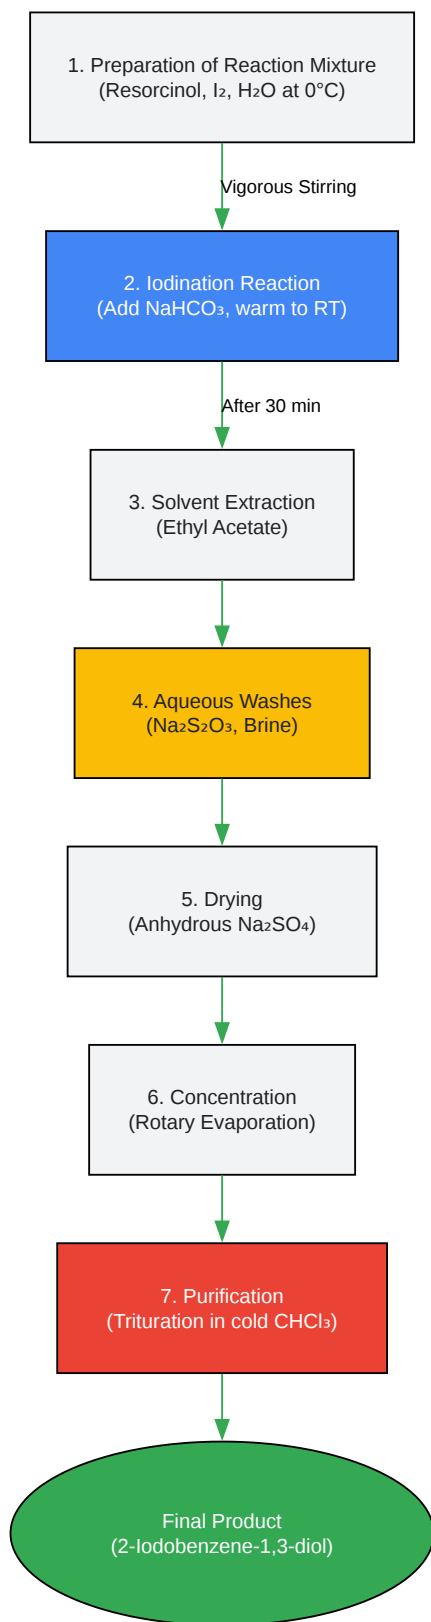 1. Preparation of Reaction Mixture
(Resorcinol, I₂, H₂O at 0°C)
Vigorous Stirring
2. Iodination Reaction
(Add NaHCO₃, warm to RT)
After 30 min
3. Solvent Extraction
(Ethyl Acetate)
4. Aqueous Washes
(Na₂S₂O₃, Brine)
5. Drying
(Anhydrous Na₂SO₄)
6. Concentration
(Rotary Evaporation)
7. Purification
(Trituration in cold CHCl₃)
Final Product
(2-Iodobenzene-1,3-diol)